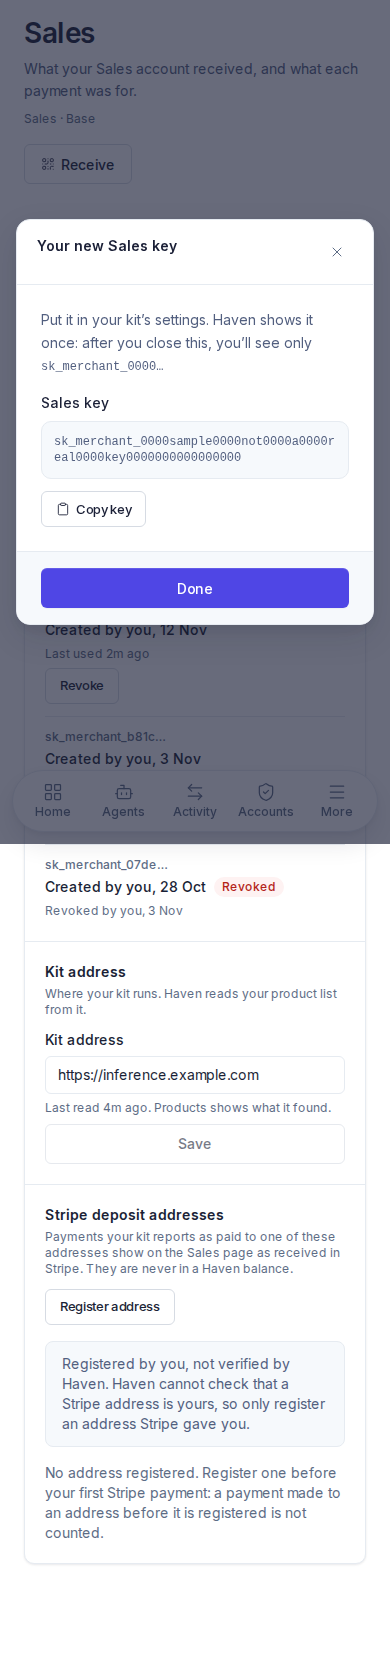 Sales
What your Sales account received, and what each
payment was for.
Sales · Base
Receive
Your new Sales key
Put it in your kit’s settings. Haven shows it
once: after you close this, you’ll see only
sk_merchant_0000…
Sales key
sk_merchant_0000sample0000not0000a0000r
eal0000key0000000000000000
Copy key
Done
Created by you, 12 Nov
Last used 2m ago
Revoke
sk_merchant_b81c…
Created by you, 3 Nov
Home
Agents
Activity
Accounts
More
sk_merchant_07de…
Created by you, 28 Oct
Revoked
Revoked by you, 3 Nov
Kit address
Where your kit runs. Haven reads your product list
from it.
Kit address
https://inference.example.com
Last read 4m ago. Products shows what it found.
Save
Stripe deposit addresses
Payments your kit reports as paid to one of these
addresses show on the Sales page as received in
Stripe. They are never in a Haven balance.
Register address
Registered by you, not verified by
Haven. Haven cannot check that a
Stripe address is yours, so only register
an address Stripe gave you.
No address registered. Register one before
your first Stripe payment: a payment made to
an address before it is registered is not
counted.